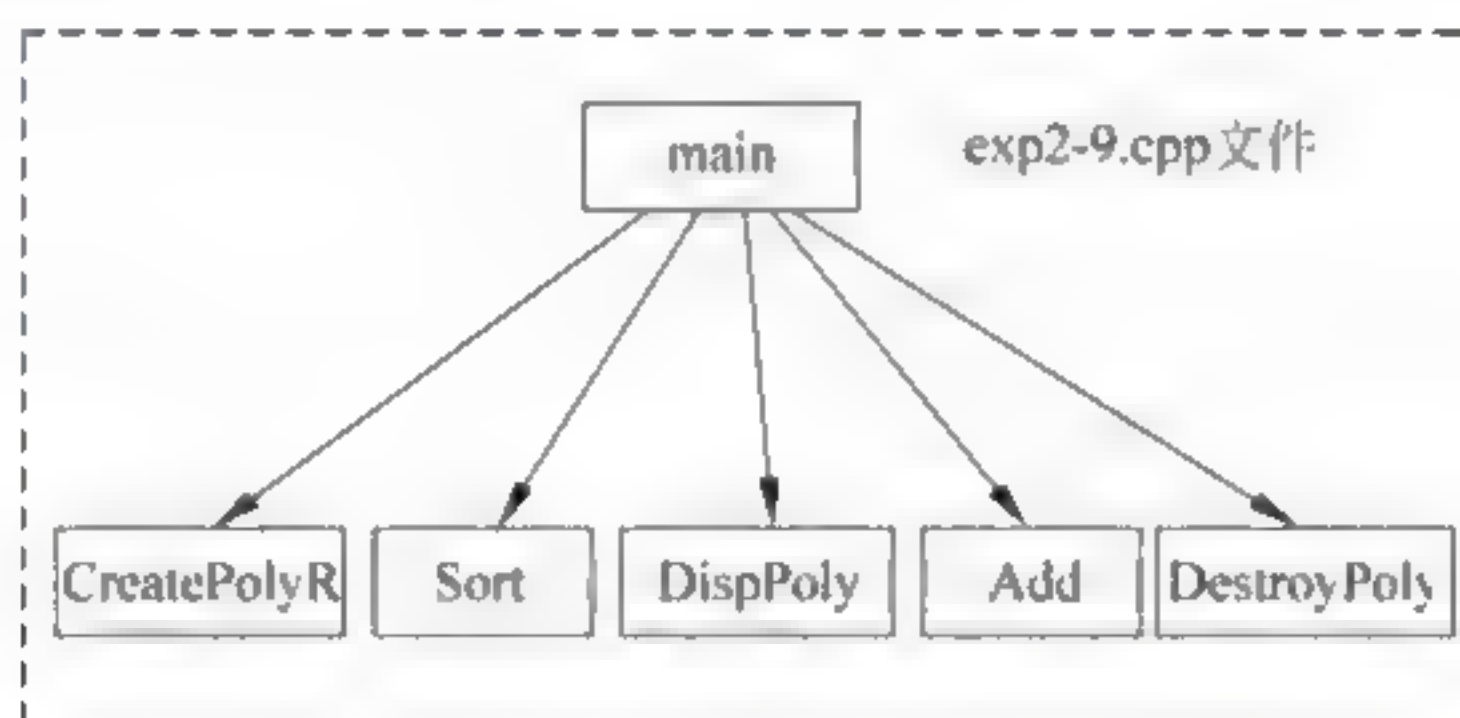 main
exp2-9.cpp文件
CreatePolyR
Sort
DispPoly
Add
DestroyPoly